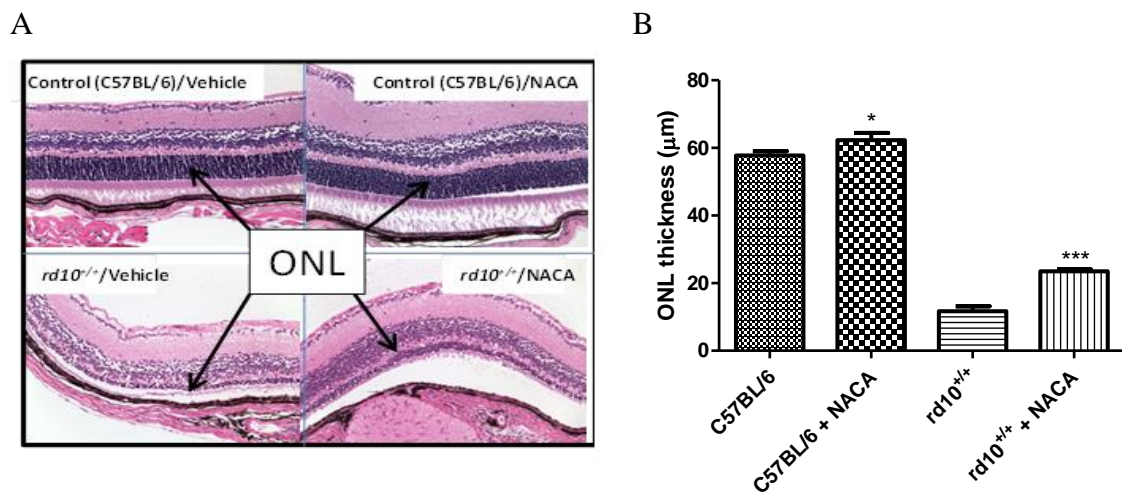 A
Control (C57BL/6)/Vehicle
Control (C57BL/6)/NACA
ONL
rd10+/+/Vehicle
rd10+/+/NACA
B
ONL thickness (μm)
80
60
40
20
0
*
***
C57BL/6
C57BL/6 + NACA
rd10+/+
rd10+/+ + NACA